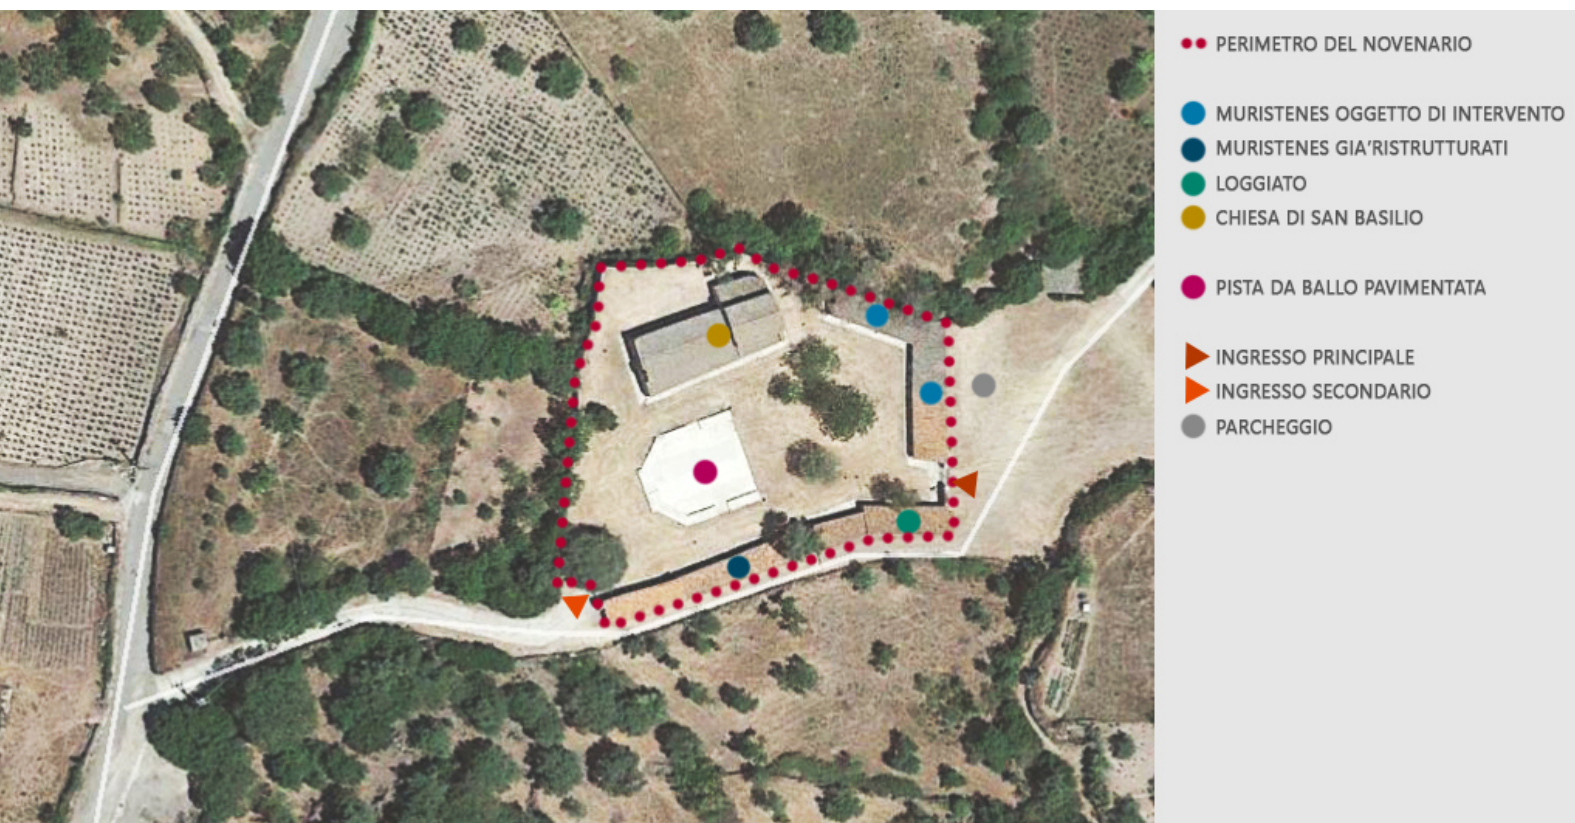 PERIMETRO DEL NOVENARIO
MURISTENES OGGETTO DI INTERVENTO
MURISTENES GIA'RISTRUTTURATI
LOGGIATO
CHIESA DI SAN BASILIO
PISTA DA BALLO PAVIMENTATA
INGRESSO PRINCIPALE
INGRESSO SECONDARIO
PARCHEGGIO